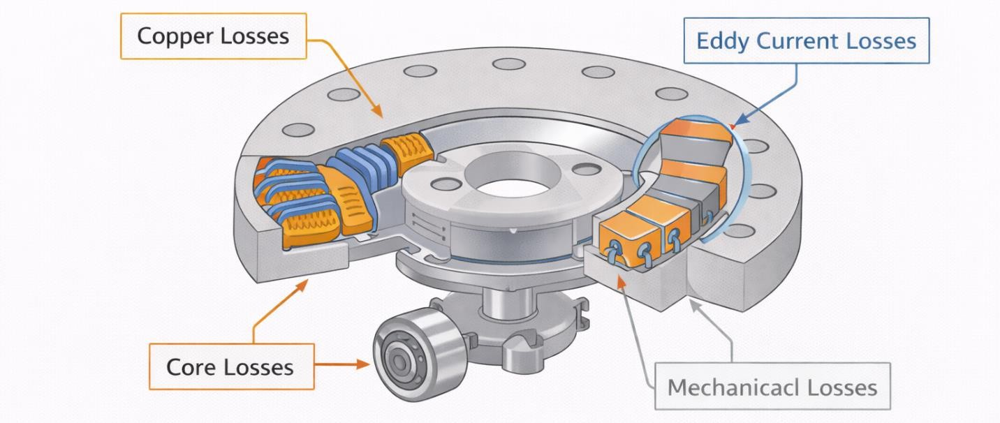 Copper Losses
Eddy Current Losses
Core Losses
Mechanicacl Losses